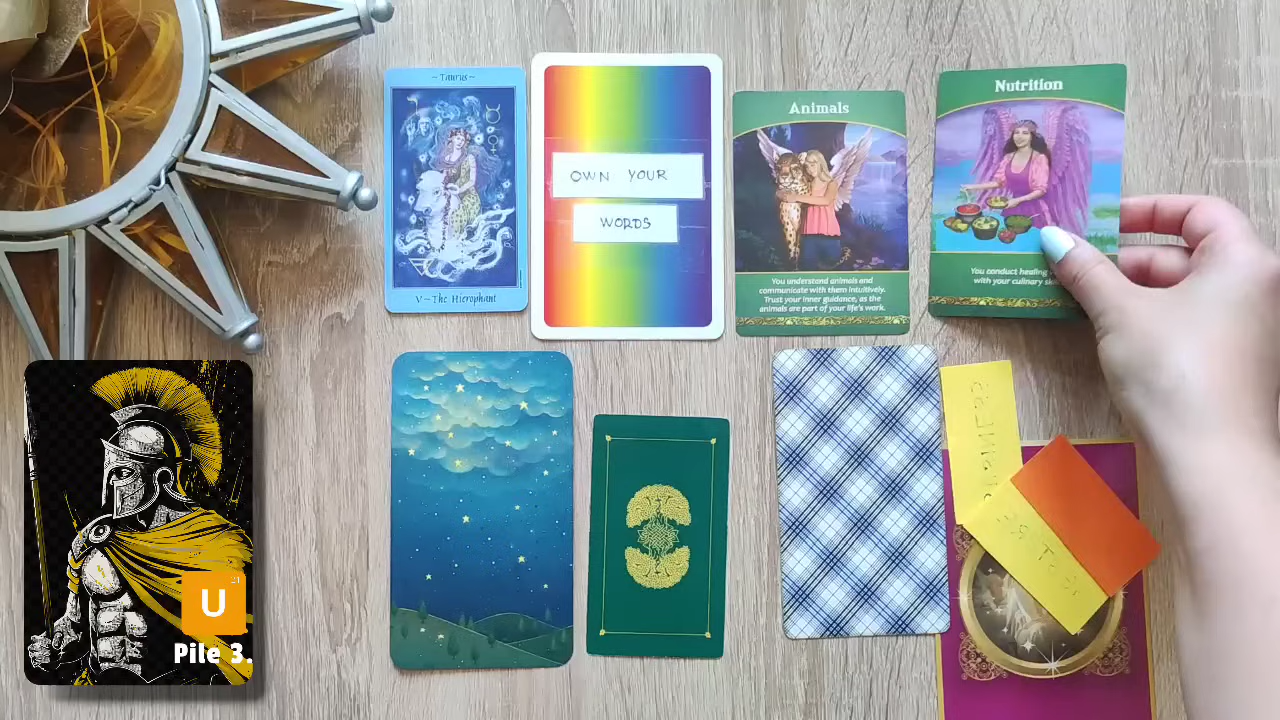 ~ Taurus ~
V ~ The Hierophant
OWN YOUR
WORDS
Animals
You understand animals and
communicate with them intuitively.
Trust your inner guidance, as the
animals are part of your life's work.
Nutrition
You conduct healing
with your culinary
U
Pile 3.